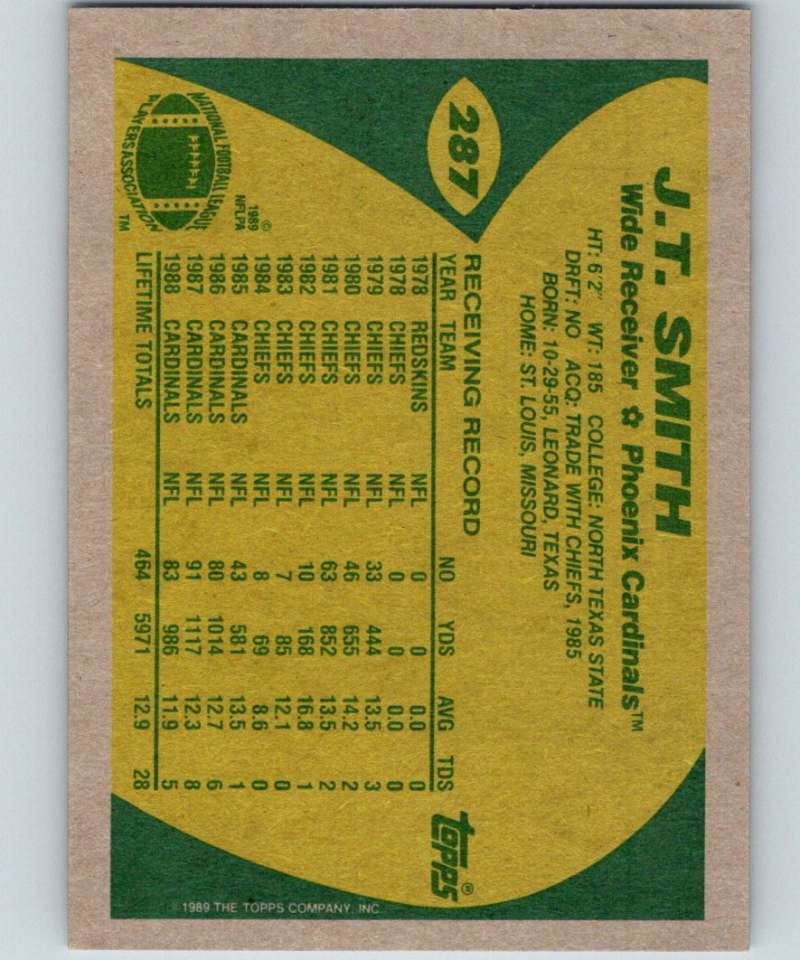 287
J.T. SMITH
Wide Receiver ✿ Phoenix Cardinals™
HT: 6'2" WT: 185 COLLEGE: NORTH TEXAS STATE
DRFT: NO ACQ: TRADE WITH CHIEFS, 1985
BORN: 10-29-55, LEONARD, TEXAS
HOME: ST. LOUIS, MISSOURI
RECEIVING RECORD
YEAR TEAM NO YDS AVG TDS
1978 REDSKINS NFL 0 0 0.0 0
1978 CHIEFS NFL 0 0 0.0 0
1979 CHIEFS NFL 33 444 13.5 3
1980 CHIEFS NFL 46 655 14.2 2
1981 CHIEFS NFL 63 852 13.5 2
1982 CHIEFS NFL 10 168 16.8 1
1983 CHIEFS NFL 7 85 12.1 0
1984 CHIEFS NFL 8 69 8.6 0
1985 CARDINALS NFL 43 581 13.5 1
1986 CARDINALS NFL 80 1014 12.7 6
1987 CARDINALS NFL 91 1117 12.3 8
1988 CARDINALS NFL 83 986 11.9 5
LIFETIME TOTALS 464 5971 12.9 28
NATIONAL FOOTBALL LEAGUE
PLAYERS ASSOCIATION
™
©
1989
NFLPA
topps®
© 1989 THE TOPPS COMPANY, INC.